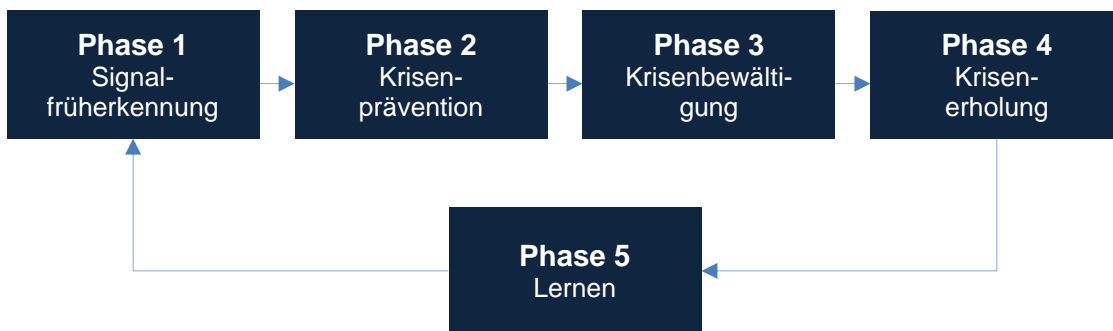 Phase 1
Signal-
früherkennung
Phase 2
Krisen-
prävention
Phase 3
Krisenbewälti-
gung
Phase 4
Krisen-
erholung
Phase 5
Lernen